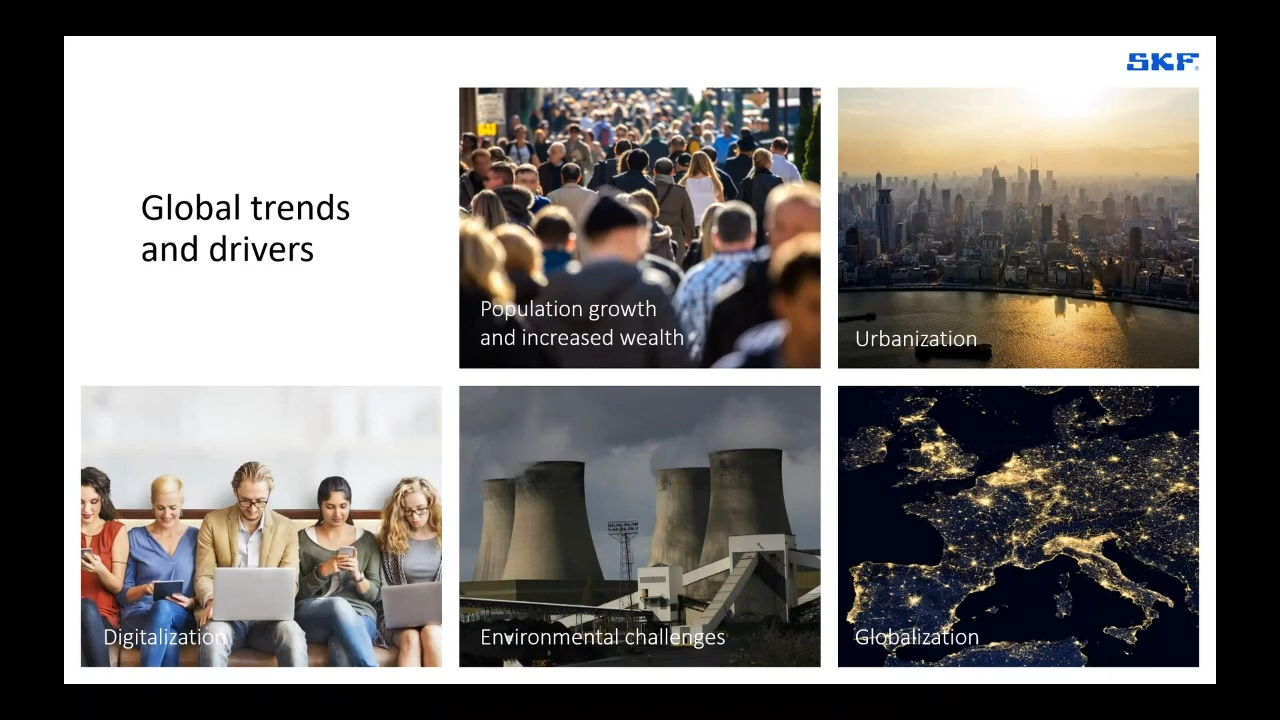 SKF
Global trends
and drivers
Population growth
and increased wealth
Urbanization
Digitalization
Environmental challenges
Globalization